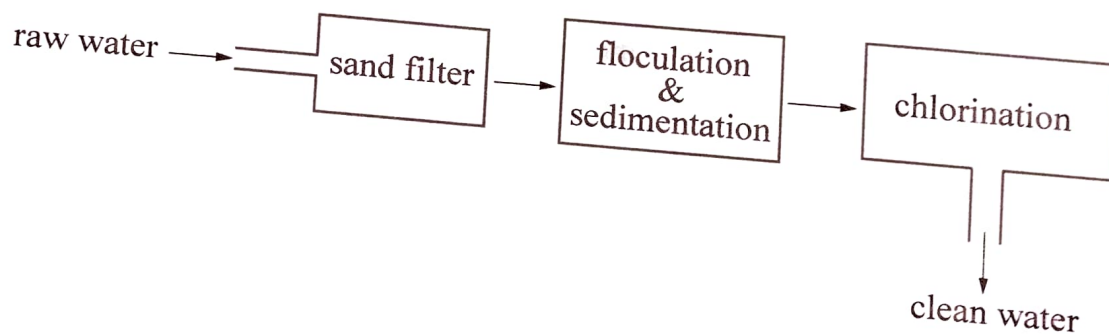 raw water
sand filter
floculation
&
sedimentation
chlorination
clean water